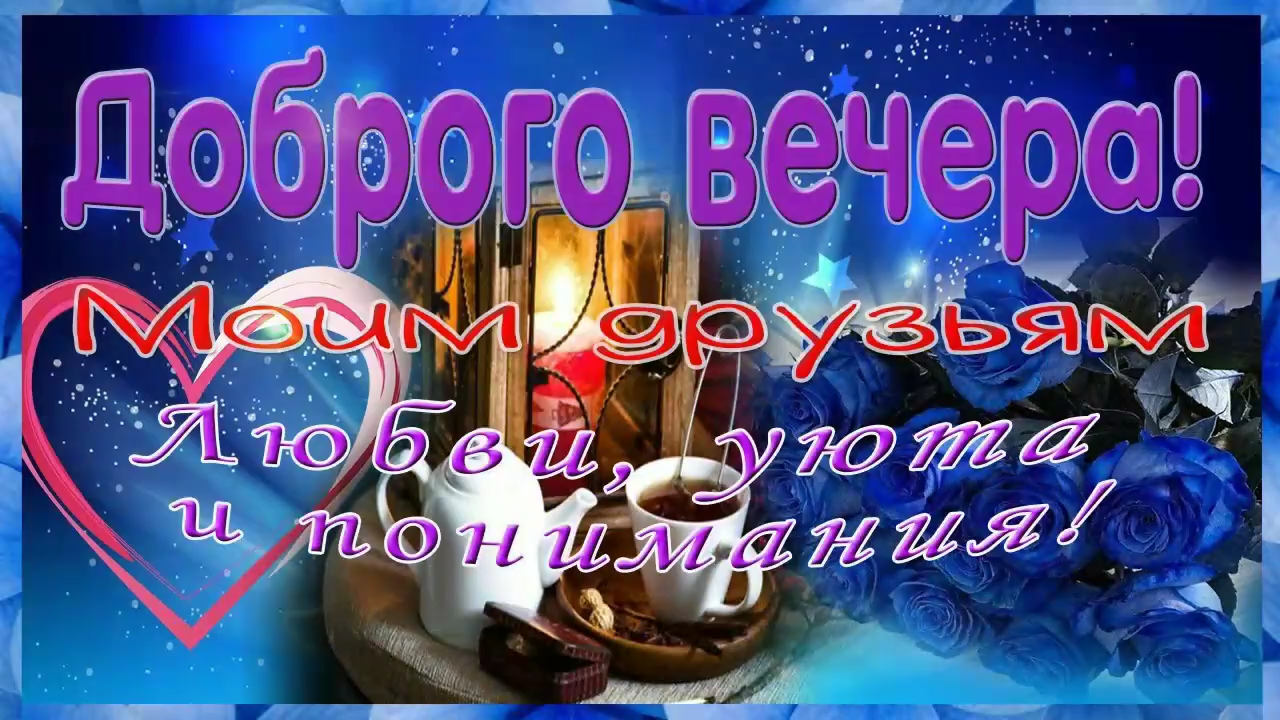 Доброго вечера!
Моим друзьям
Любви, уюта
и понимания!